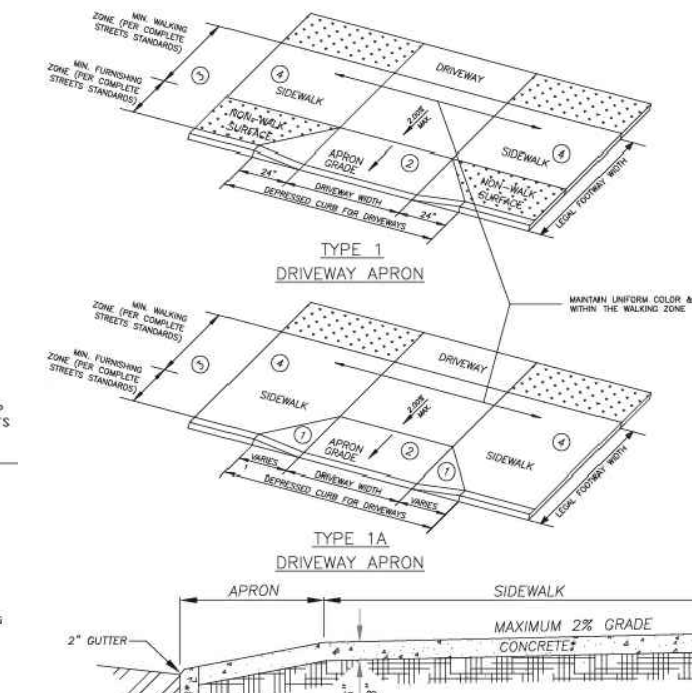 MIN. WALKING
ZONE (PER COMPLETE
STREETS STANDARDS)
MIN. FURNISHING
ZONE (PER COMPLETE
STREETS STANDARDS)
3
4
SIDEWALK
NON-WALK
SURFACE
DRIVEWAY
2.00%
MAX.
APRON
GRADE
2
SIDEWALK
4
NON-WALK
SURFACE
LEGAL FOOTWAY WIDTH
24"
DRIVEWAY WIDTH
24"
DEPRESSED CURB FOR DRIVEWAYS
TYPE 1
DRIVEWAY APRON
MAINTAIN UNIFORM COLOR &
WITHIN THE WALKING ZONE
MIN. WALKING
ZONE (PER COMPLETE
STREETS STANDARDS)
MIN. FURNISHING
ZONE (PER COMPLETE
STREETS STANDARDS)
3
4
SIDEWALK
DRIVEWAY
2.00%
MAX.
1
APRON
GRADE
2
1
SIDEWALK
4
LEGAL FOOTWAY WIDTH
VARIES
DRIVEWAY WIDTH
VARIES
DEPRESSED CURB FOR DRIVEWAYS
TYPE 1A
DRIVEWAY APRON
APRON
SIDEWALK
2" GUTTER
MAXIMUM 2% GRADE
CONCRETE